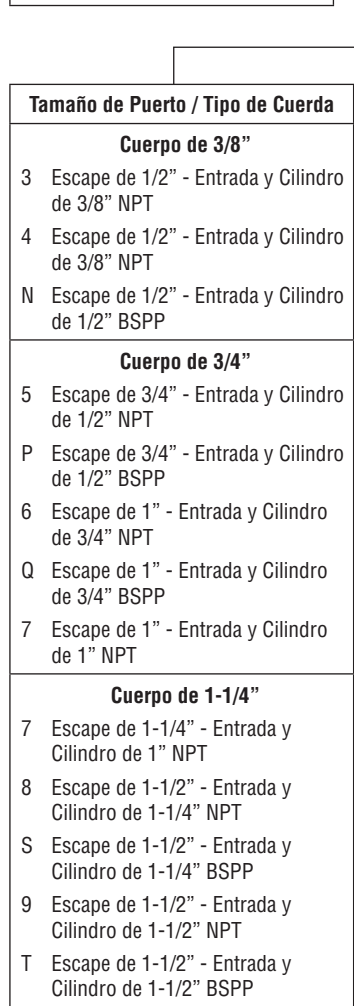 Tamaño de Puerto / Tipo de Cuerda
Cuerpo de 3/8”
3 Escape de 1/2” - Entrada y Cilindro
de 3/8” NPT
4 Escape de 1/2” - Entrada y Cilindro
de 3/8” NPT
N Escape de 1/2” - Entrada y Cilindro
de 1/2” BSPP
Cuerpo de 3/4”
5 Escape de 3/4” - Entrada y Cilindro
de 1/2” NPT
P Escape de 3/4” - Entrada y Cilindro
de 1/2” BSPP
6 Escape de 1” - Entrada y Cilindro
de 3/4” NPT
Q Escape de 1” - Entrada y Cilindro
de 3/4” BSPP
7 Escape de 1” - Entrada y Cilindro
de 1” NPT
Cuerpo de 1-1/4”
7 Escape de 1-1/4” - Entrada y
Cilindro de 1” NPT
8 Escape de 1-1/2” - Entrada y
Cilindro de 1-1/4” NPT
S Escape de 1-1/2” - Entrada y
Cilindro de 1-1/4” BSPP
9 Escape de 1-1/2” - Entrada y
Cilindro de 1-1/2” NPT
T Escape de 1-1/2” - Entrada y
Cilindro de 1-1/2” BSPP